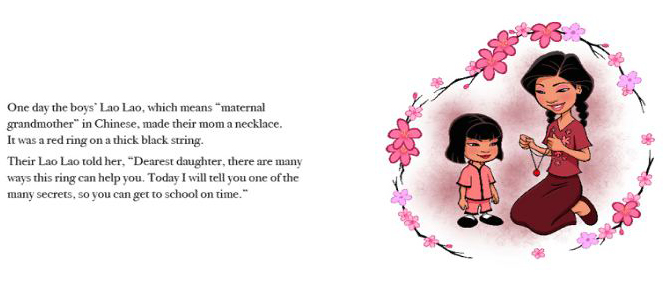 One day the boys’ Lao Lao, which means “maternal
grandmother” in Chinese, made their mom a necklace.
It was a red ring on a thick black string.
Their Lao Lao told her, “Dearest daughter, there are many
ways this ring can help you. Today I will tell you one of the
many secrets, so you can get to school on time.”